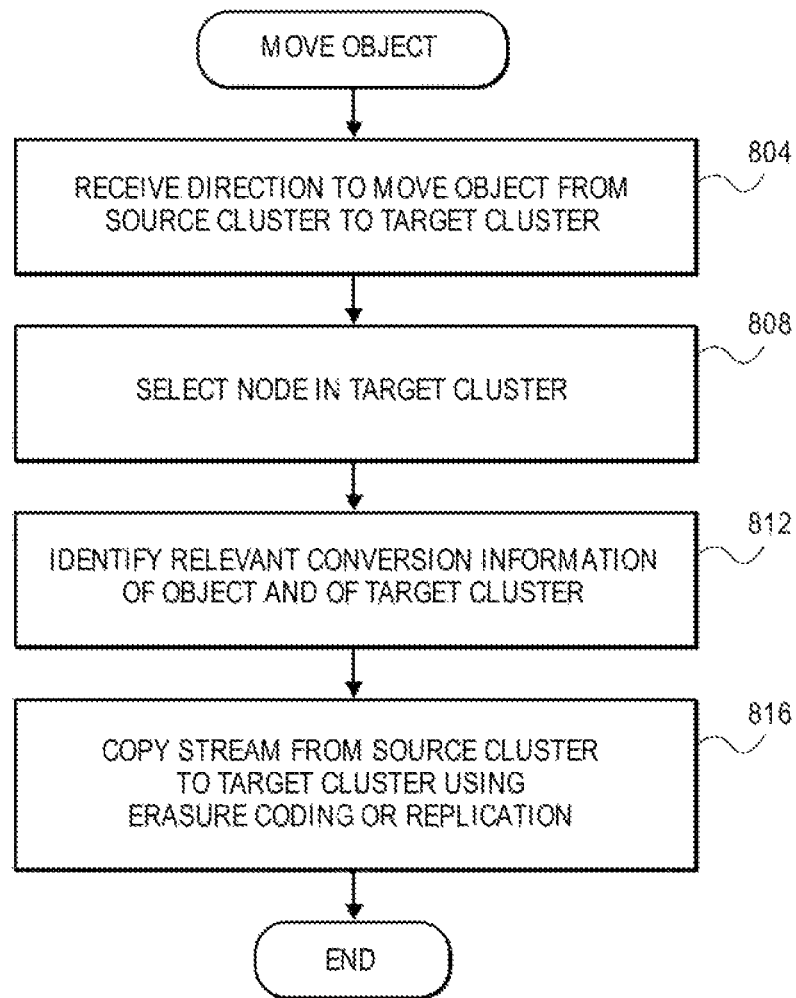 MOVE OBJECT
804
RECEIVE DIRECTION TO MOVE OBJECT FROM
SOURCE CLUSTER TO TARGET CLUSTER
808
SELECT NODE IN TARGET CLUSTER
812
IDENTIFY RELEVANT CONVERSION INFORMATION
OF OBJECT AND OF TARGET CLUSTER
816
COPY STREAM FROM SOURCE CLUSTER
TO TARGET CLUSTER USING
ERASURE CODING OR REPLICATION
END